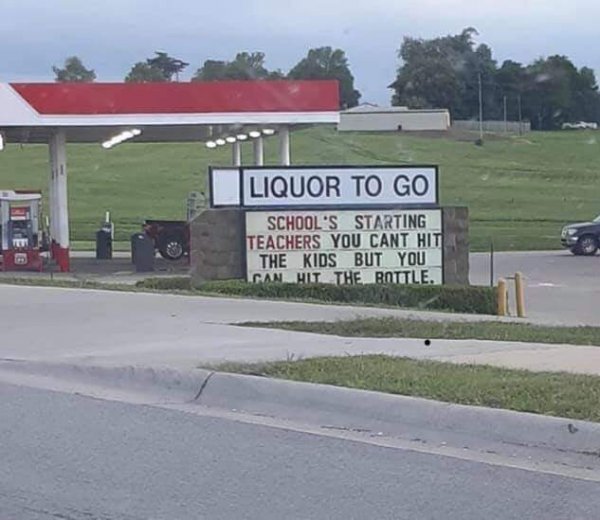 LIQUOR TO GO
SCHOOL'S STARTING
TEACHERS YOU CANT HIT
THE KIDS BUT YOU
CAN HIT THE BOTTLE.